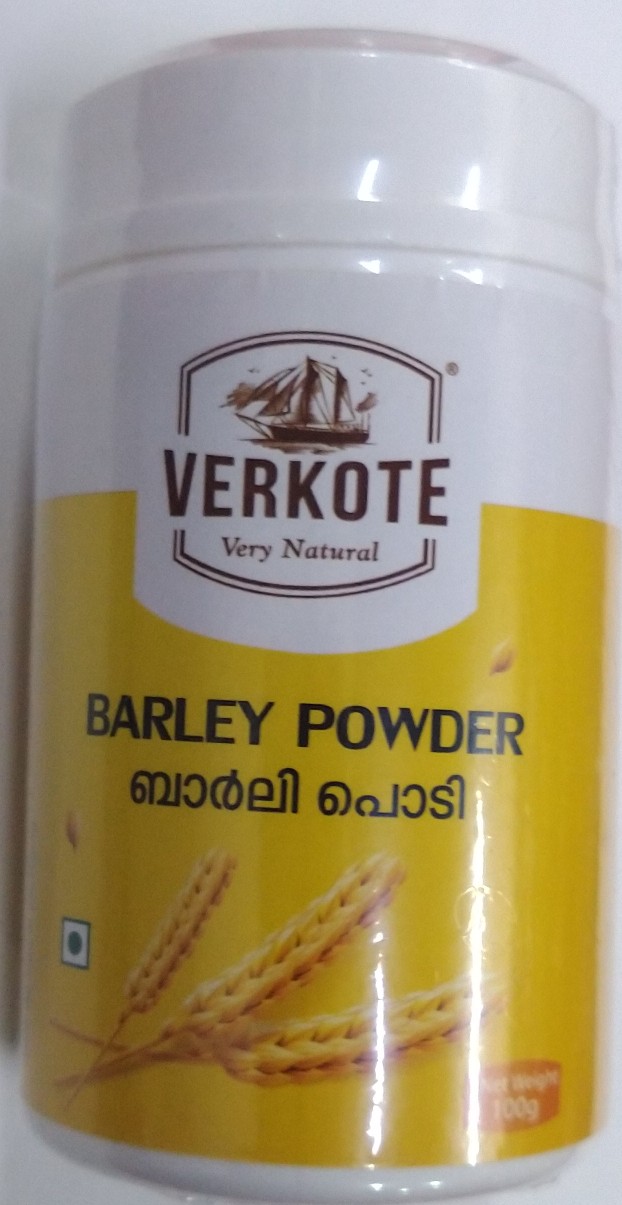 ®
VERKOTE
Very Natural
BARLEY POWDER
ബാർലി പൊടി
Net Weight
100g